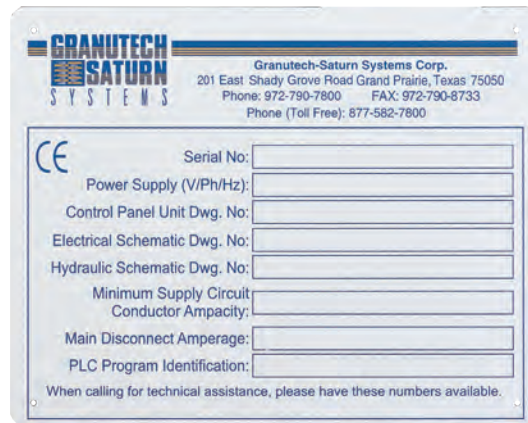 GRANUTECH
SATURN
SYSTEMS
Granutech-Saturn Systems Corp.
201 East Shady Grove Road Grand Prairie, Texas 75050
Phone: 972-790-7800 FAX: 972-790-8733
Phone (Toll Free): 877-582-7800
CE
Serial No:
Power Supply (V/Ph/Hz):
Control Panel Unit Dwg. No:
Electrical Schematic Dwg. No:
Hydraulic Schematic Dwg. No:
Minimum Supply Circuit
Conductor Ampacity:
Main Disconnect Amperage:
PLC Program Identification:
When calling for technical assistance, please have these numbers available.